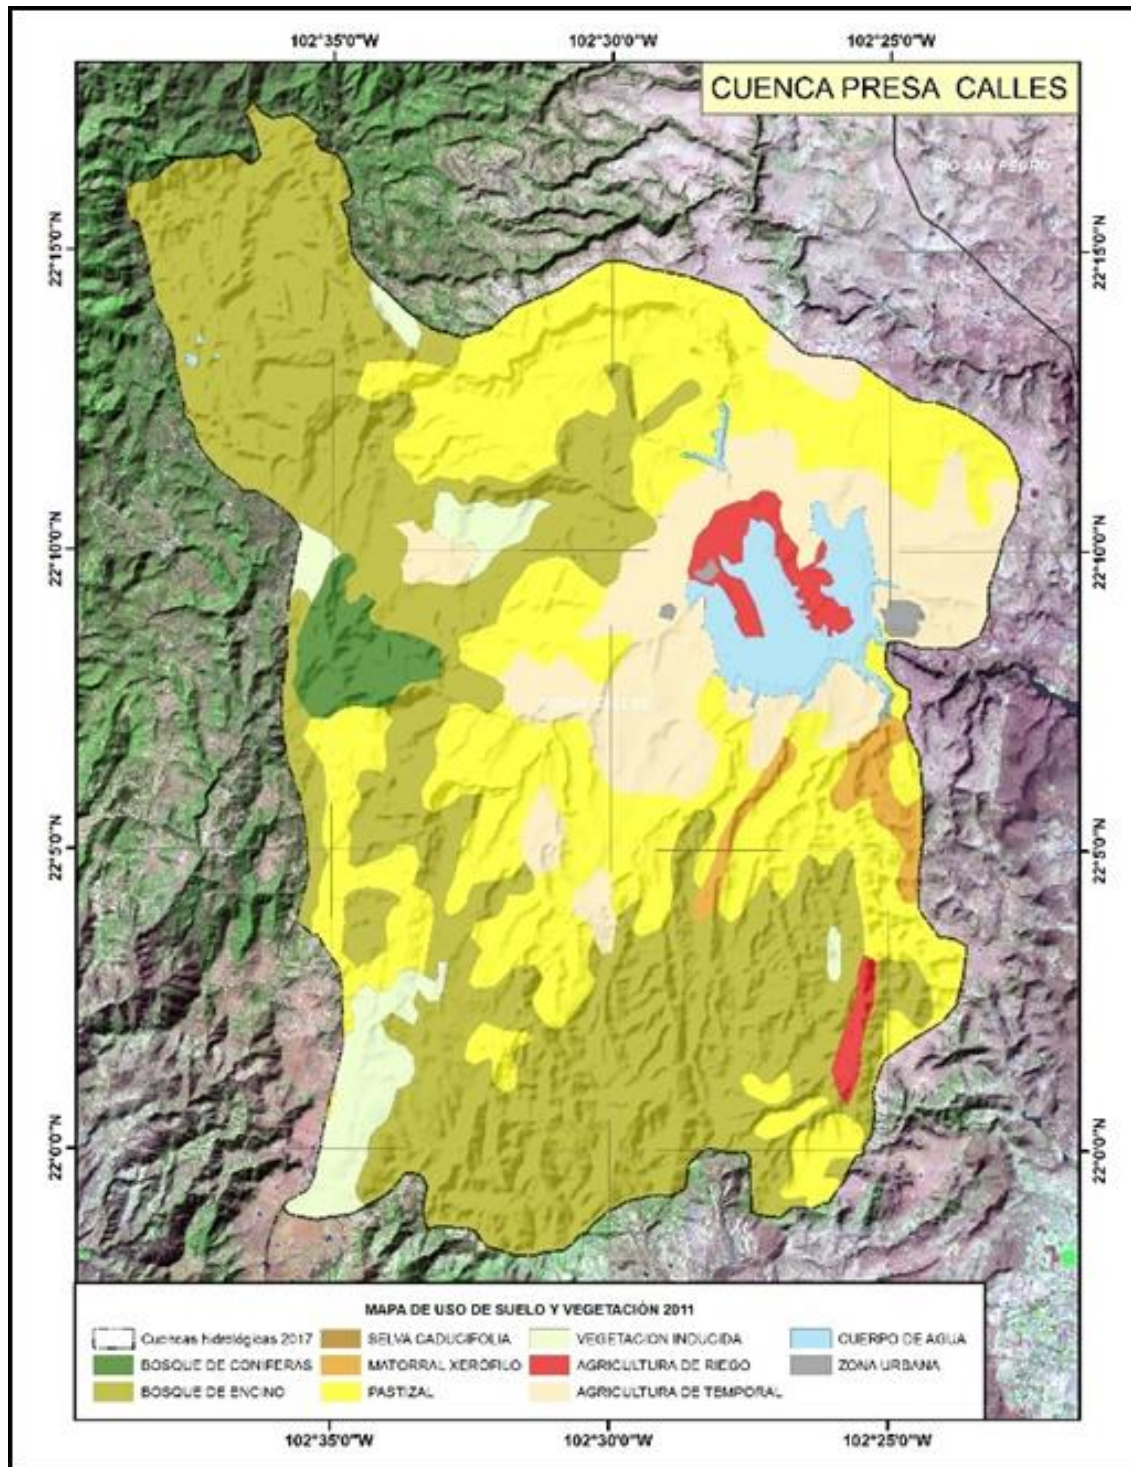 102°35'0"W 102°30'0"W 102°25'0"W
CUENCA PRESA CALLES
RIO SAN PEDRO
22°15'0"N 22°15'0"N
22°10'0"N 22°10'0"N
22°5'0"N 22°5'0"N
22°0'0"N 22°0'0"N
MAPA DE USO DE SUELO Y VEGETACIÓN 2011
Cuencas hidrológicas 2017 SELVA CADUCIFOLIA VEGETACION INDUCIDA CUERPO DE AGUA
BOSQUE DE CONIFERAS MATORRAL XERÓFILO AGRICULTURA DE RIEGO ZONA URBANA
BOSQUE DE ENCINO PASTIZAL AGRICULTURA DE TEMPORAL
102°35'0"W 102°30'0"W 102°25'0"W